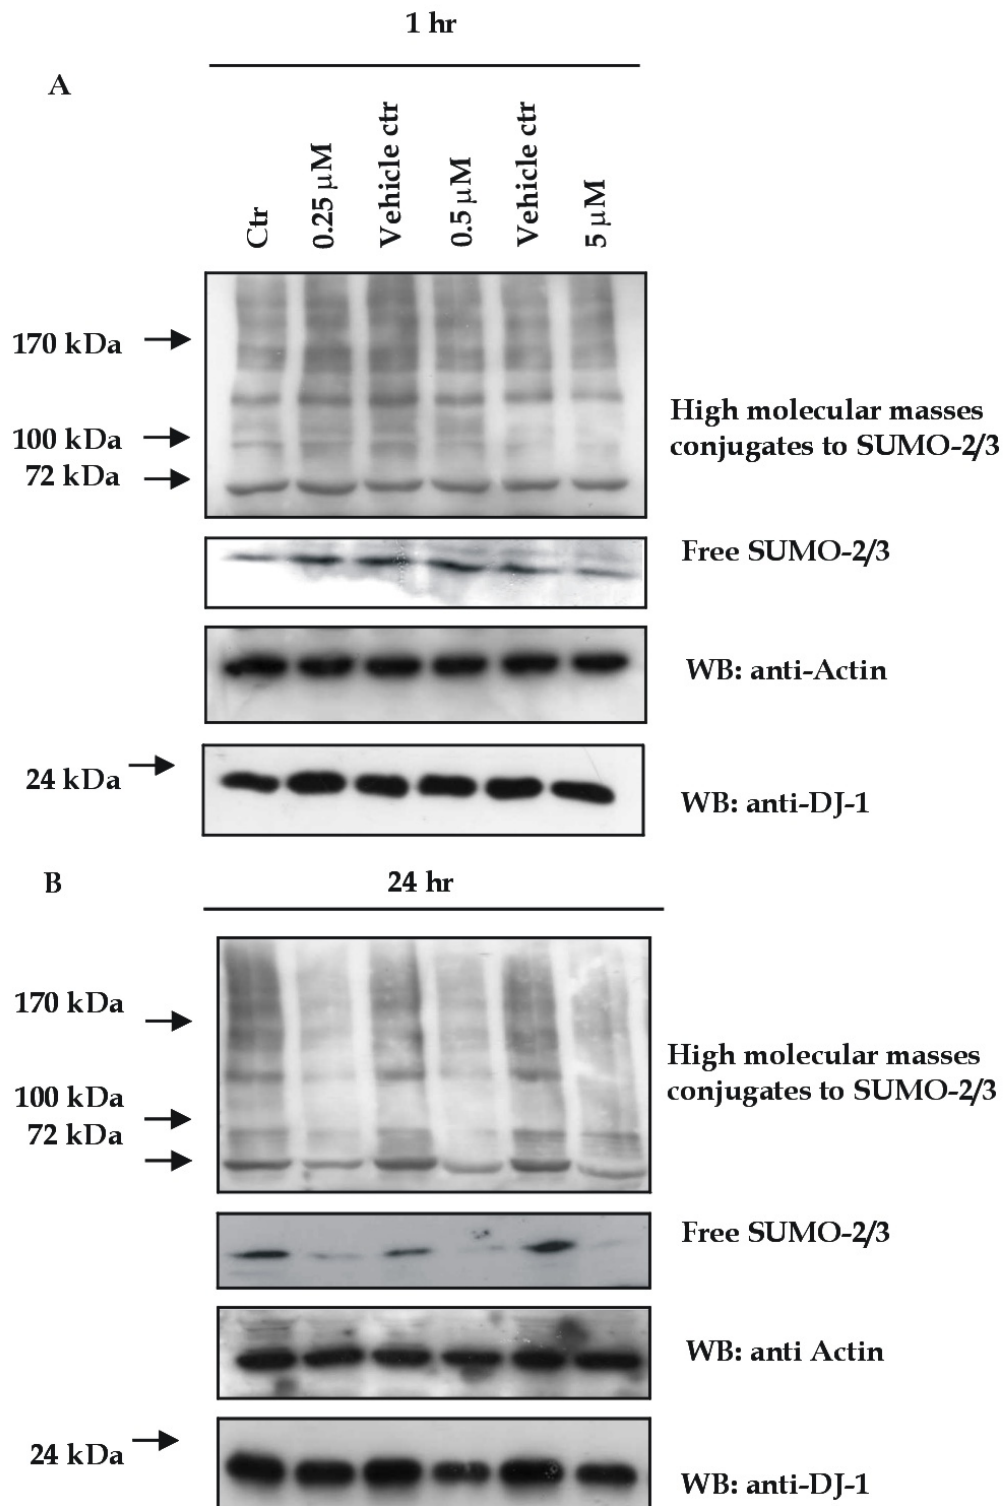 1 hr
A
Ctr
0.25 µM
Vehicle ctr
0.5 µM
Vehicle ctr
5 µM
170 kDa
100 kDa
72 kDa
High molecular masses
conjugates to SUMO-2/3
Free SUMO-2/3
WB: anti-Actin
24 kDa
WB: anti-DJ-1
B
24 hr
170 kDa
100 kDa
72 kDa
High molecular masses
conjugates to SUMO-2/3
Free SUMO-2/3
WB: anti Actin
24 kDa
WB: anti-DJ-1